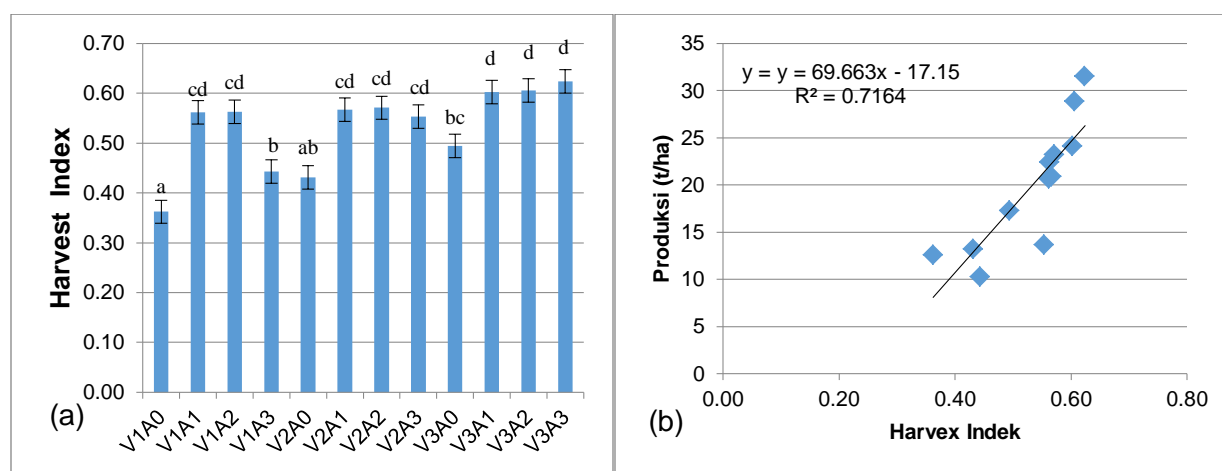 0.70
0.60
0.50
0.40
0.30
0.20
0.10
0.00
Harvest Index
a
cd
cd
b
ab
cd
cd
cd
bc
d
d
d
V1A0
V1A1
V1A2
V1A3
V2A0
V2A1
V2A2
V2A3
V3A0
V3A1
V3A2
V3A3
(a)
35
30
25
20
15
10
5
0
Produksi (t/ha)
y = y = 69.663x - 17.15
R² = 0.7164
0.00 0.20 0.40 0.60 0.80
Harvex Indek
(b)